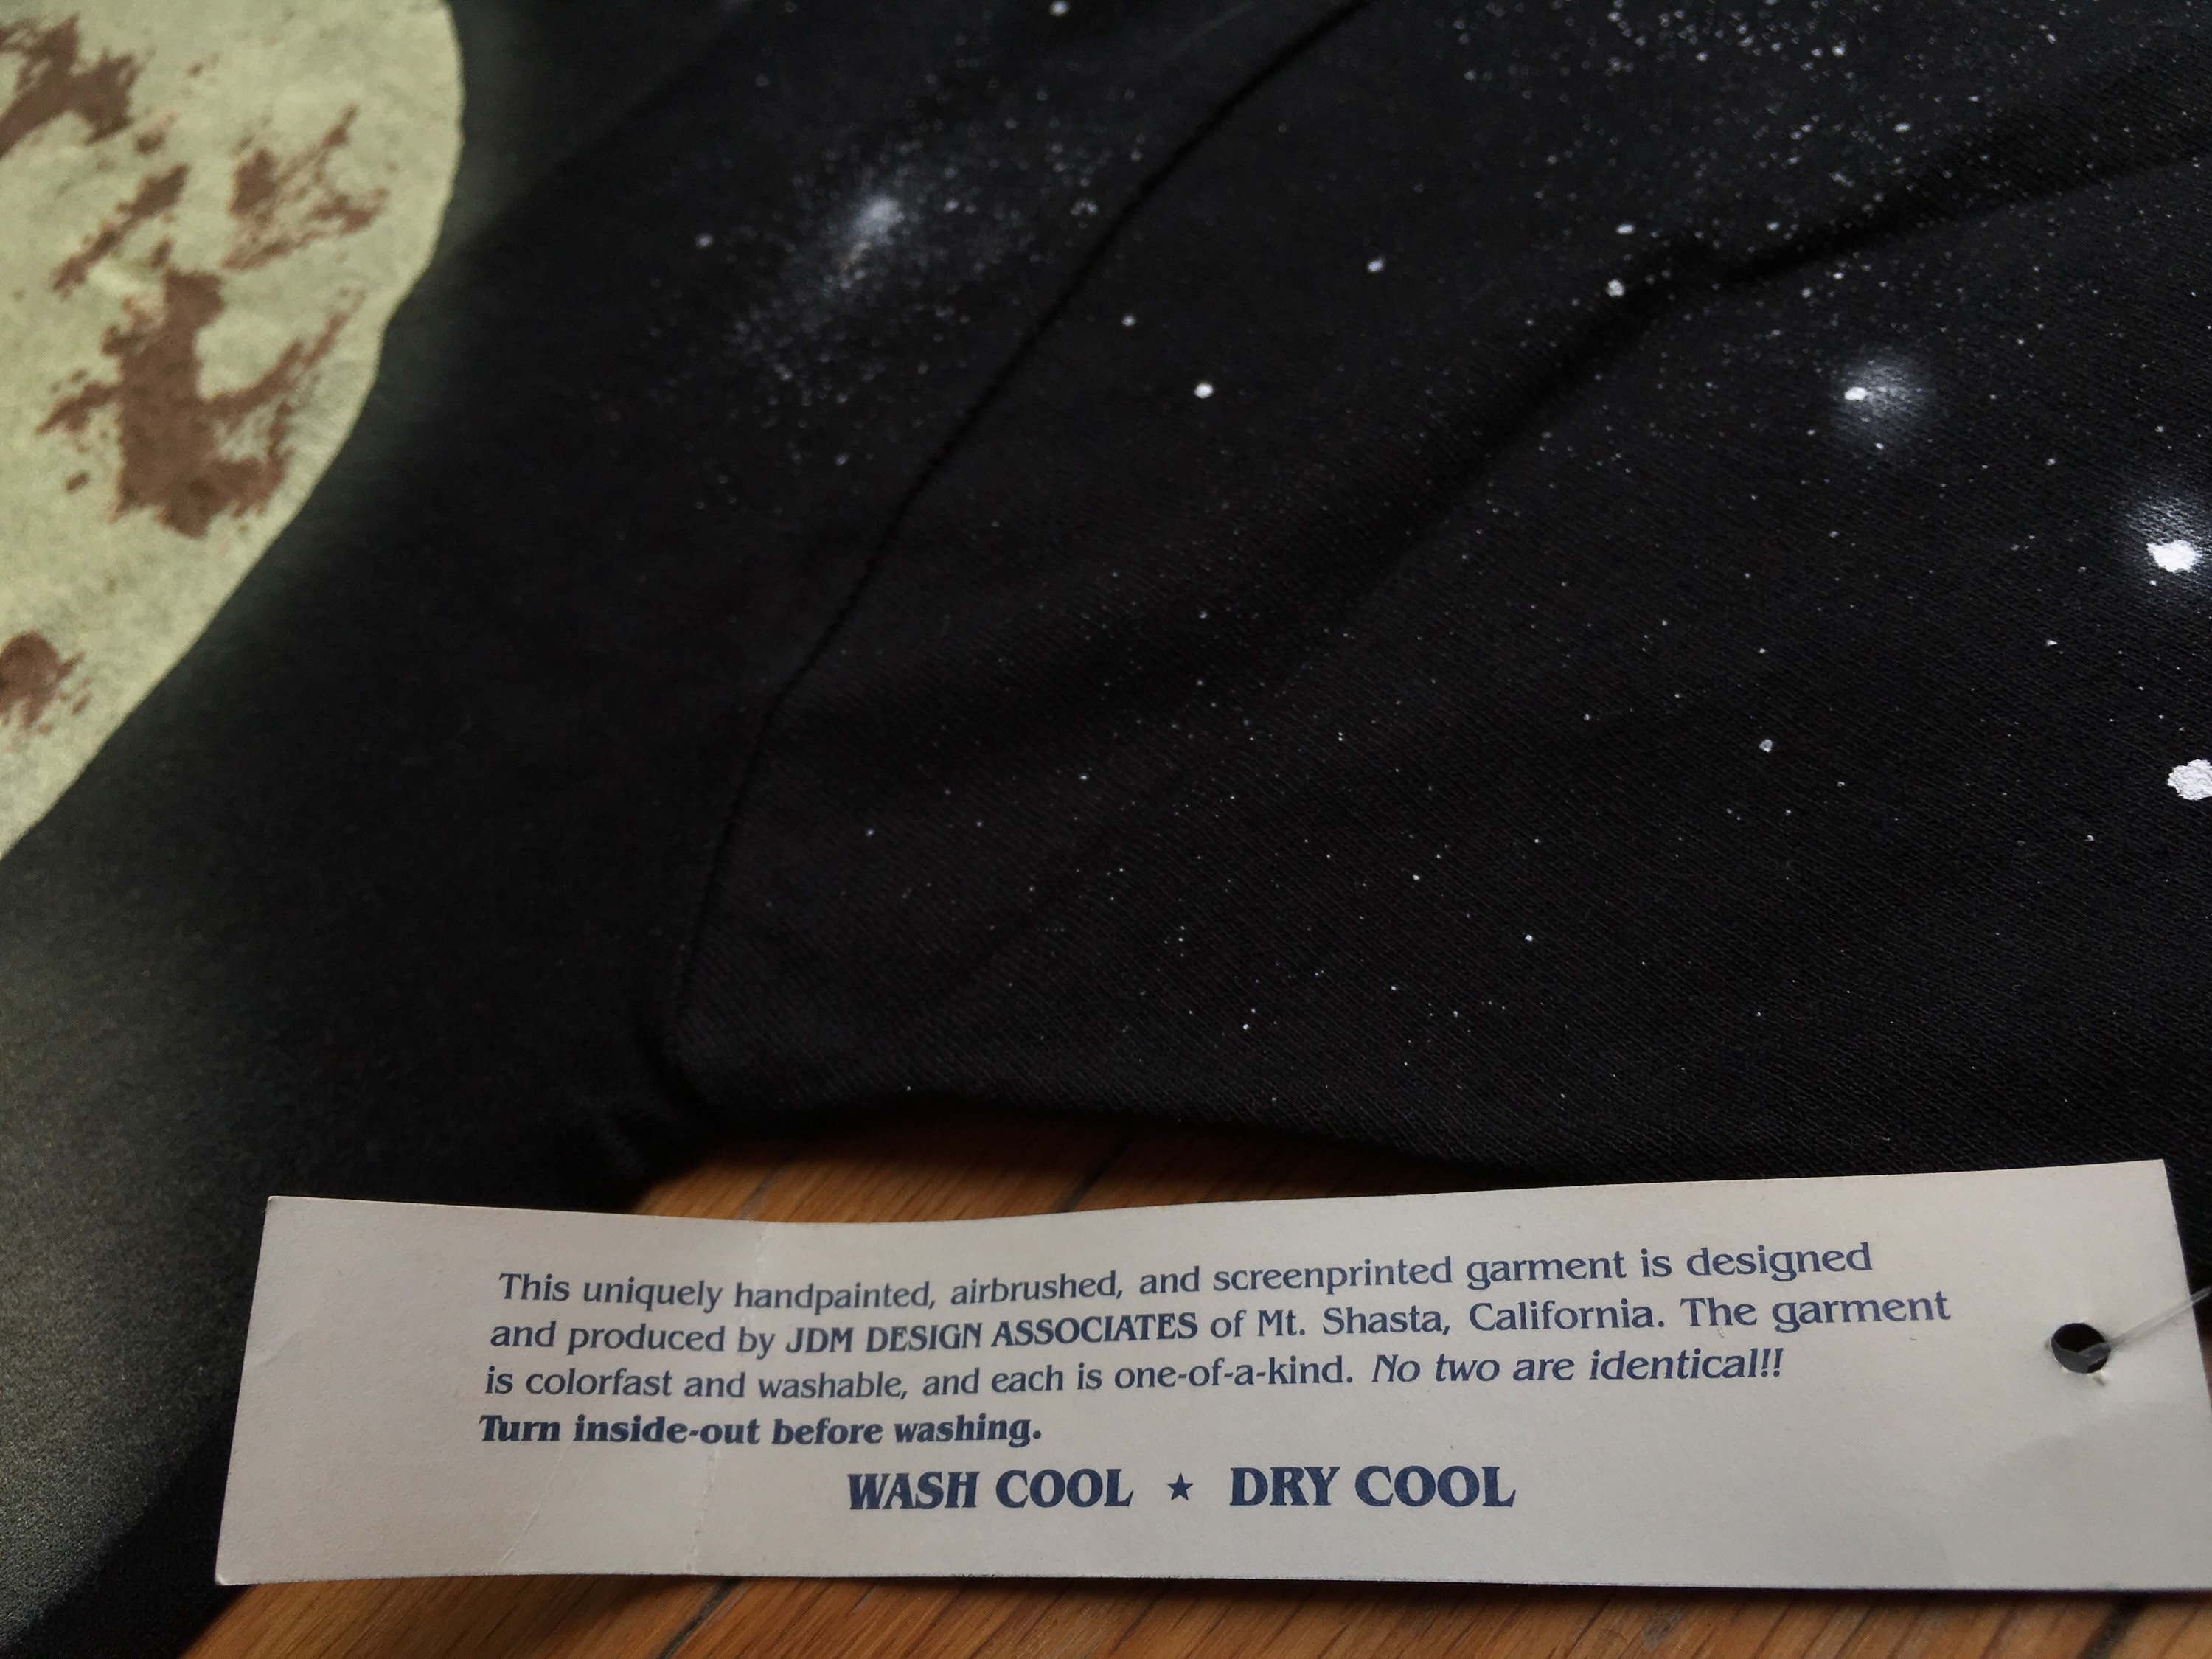 This uniquely handpainted, airbrushed, and screenprinted garment is designed
and produced by JDM DESIGN ASSOCIATES of Mt. Shasta, California. The garment
is colorfast and washable, and each is one-of-a-kind. No two are identical!!
Turn inside-out before washing.
WASH COOL ★ DRY COOL